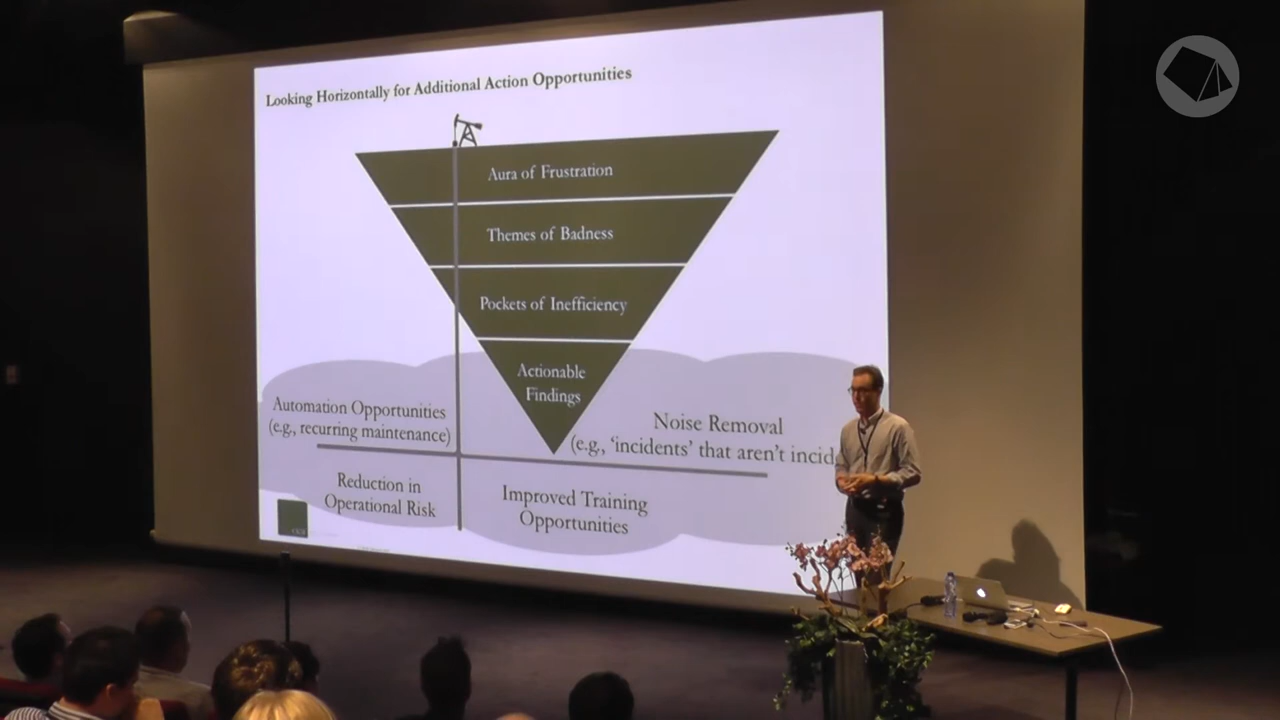 Looking Horizontally for Additional Action Opportunities
Aura of Frustration
Themes of Badness
Pockets of Inefficiency
Actionable
Findings
Automation Opportunities
(e.g., recurring maintenance)
Noise Removal
(e.g., 'incidents' that aren't incid
Reduction in
Operational Risk
Improved Training
Opportunities